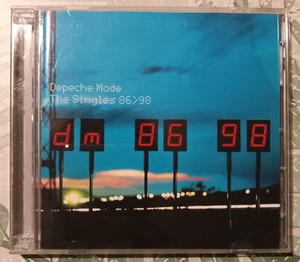 Depeche Mode
The Singles 86>98
dm 86 98